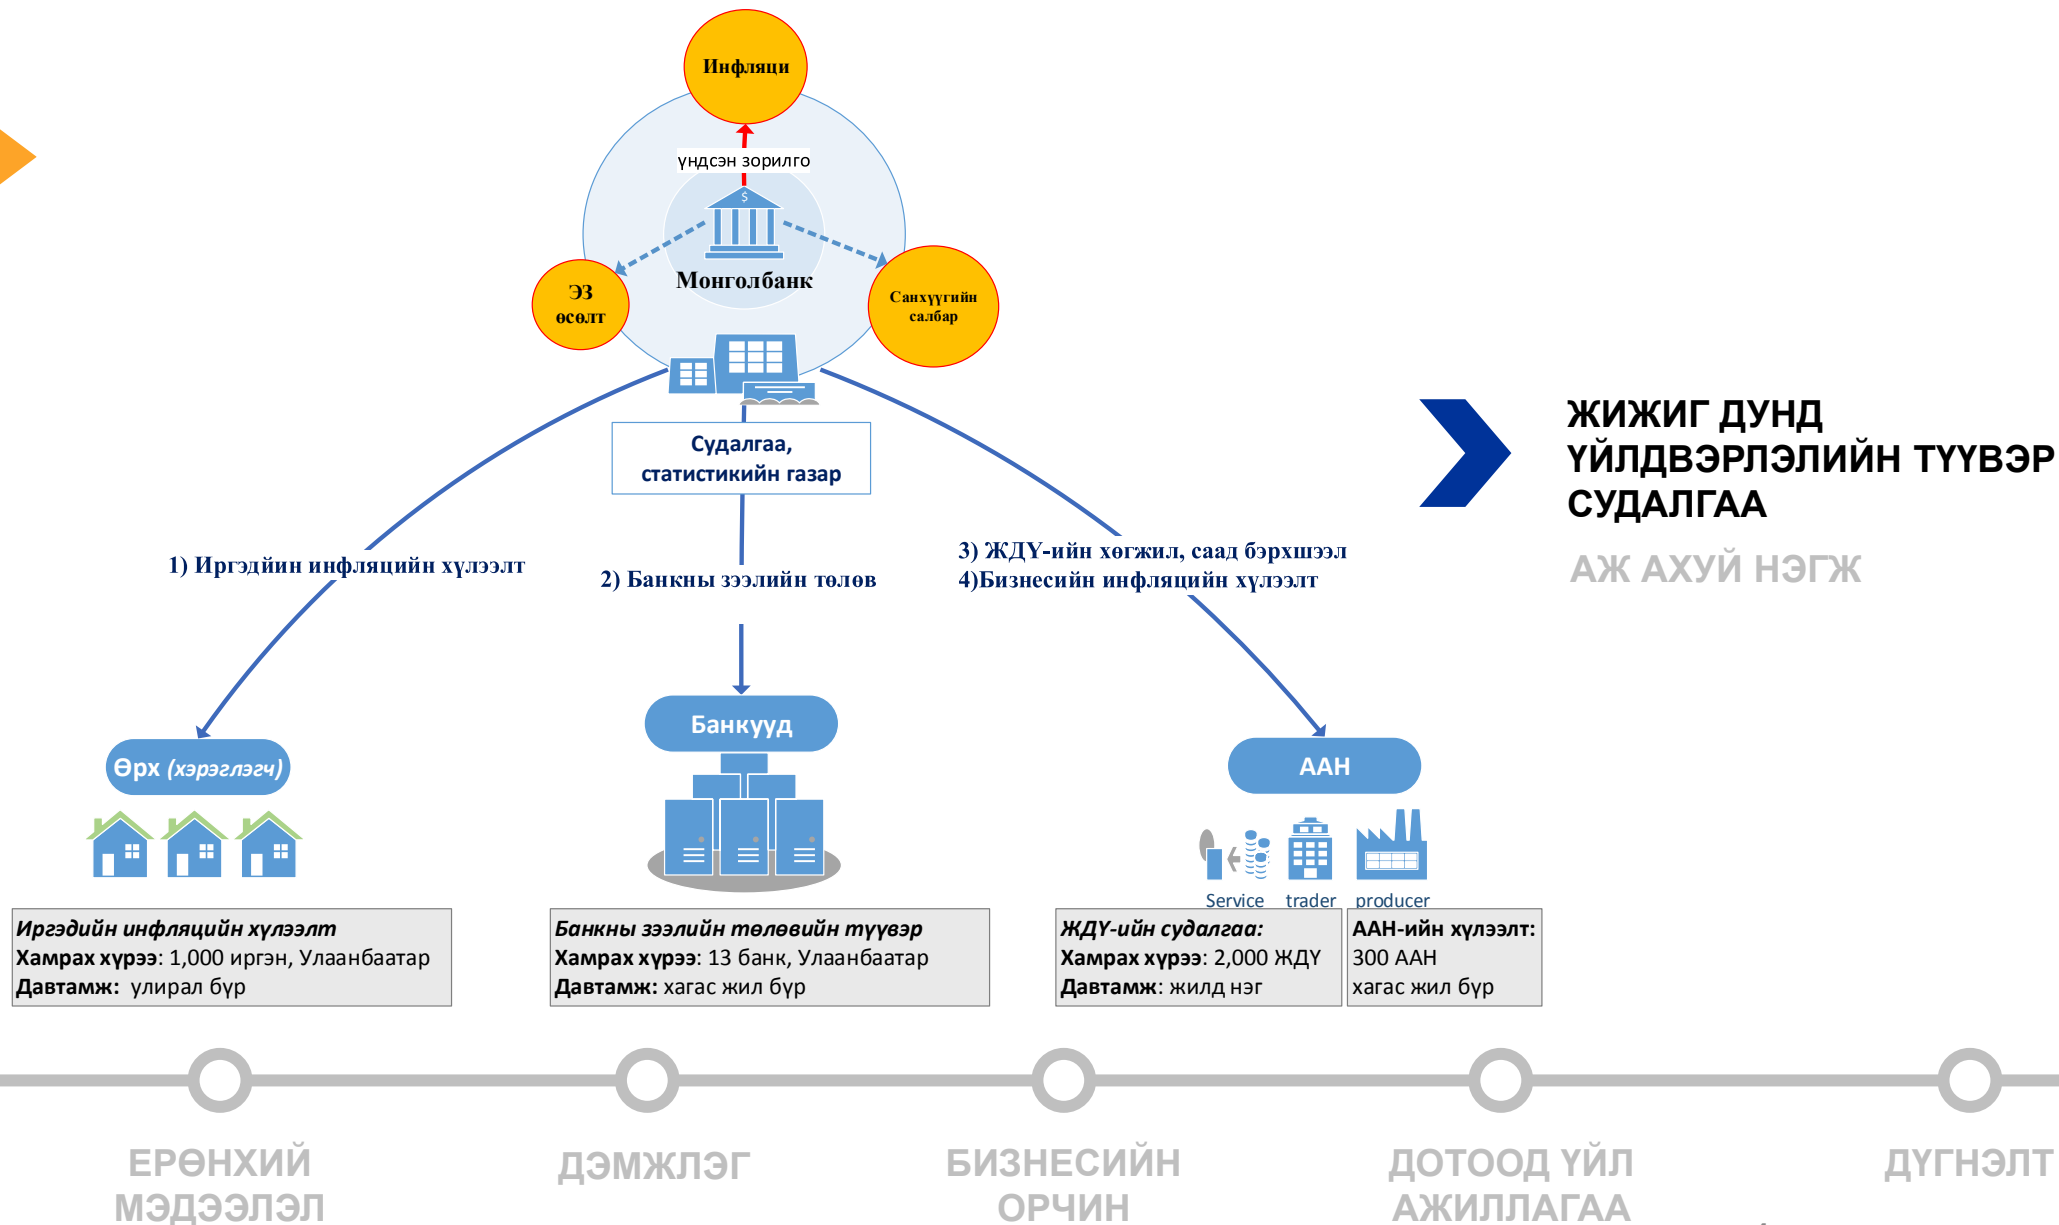 Инфляци
үндсэн зорилго
$
Монголбанк
ЭЗ
өсөлт
Санхүүгийн
салбар
Судалгаа,
статистикийн газар
1) Иргэдйин инфляцийн хүлээлт
2) Банкны зээлийн төлөв
3) ЖДҮ-ийн хөгжил, саад бэрхшээл
4)Бизнесийн инфляцийн хүлээлт
ЖИЖИГ ДУНД
ҮЙЛДВЭРЛЭЛИЙН ТҮҮВЭР
СУДАЛГАА
АЖ АХУЙ НЭГЖ
Өрх (хэрэглэгч)
Банкууд
ААН
Service trader producer
Иргэдийн инфляцийн хүлээлт
Хамрах хүрээ: 1,000 иргэн, Улаанбаатар
Давтамж: улирал бүр
Банкны зээлийн төлөвийн түүвэр
Хамрах хүрээ: 13 банк, Улаанбаатар
Давтамж: хагас жил бүр
ЖДҮ-ийн судалгаа:
Хамрах хүрээ: 2,000 ЖДҮ
Давтамж: жилд нэг
ААН-ийн хүлээлт:
300 ААН
хагас жил бүр
ЕРӨНХИЙ
МЭДЭЭЛЭЛ
ДЭМЖЛЭГ
БИЗНЕСИЙН
ОРЧИН
ДОТООД ҮЙЛ
АЖИЛЛАГАА
ДҮГНЭЛТ